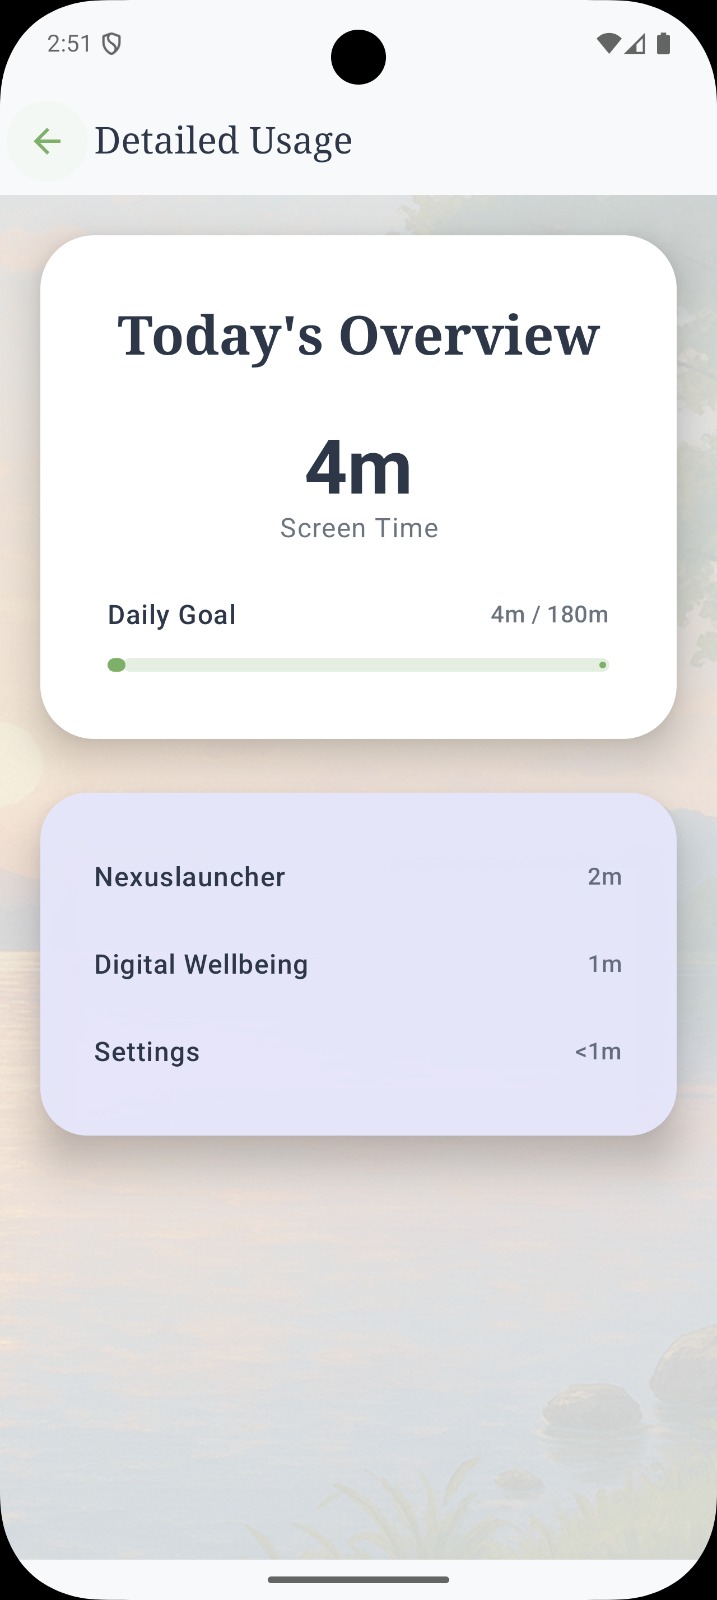 2:51
Detailed Usage
Today's Overview
4m
Screen Time
Daily Goal 4m / 180m
Nexuslauncher 2m
Digital Wellbeing 1m
Settings <1m